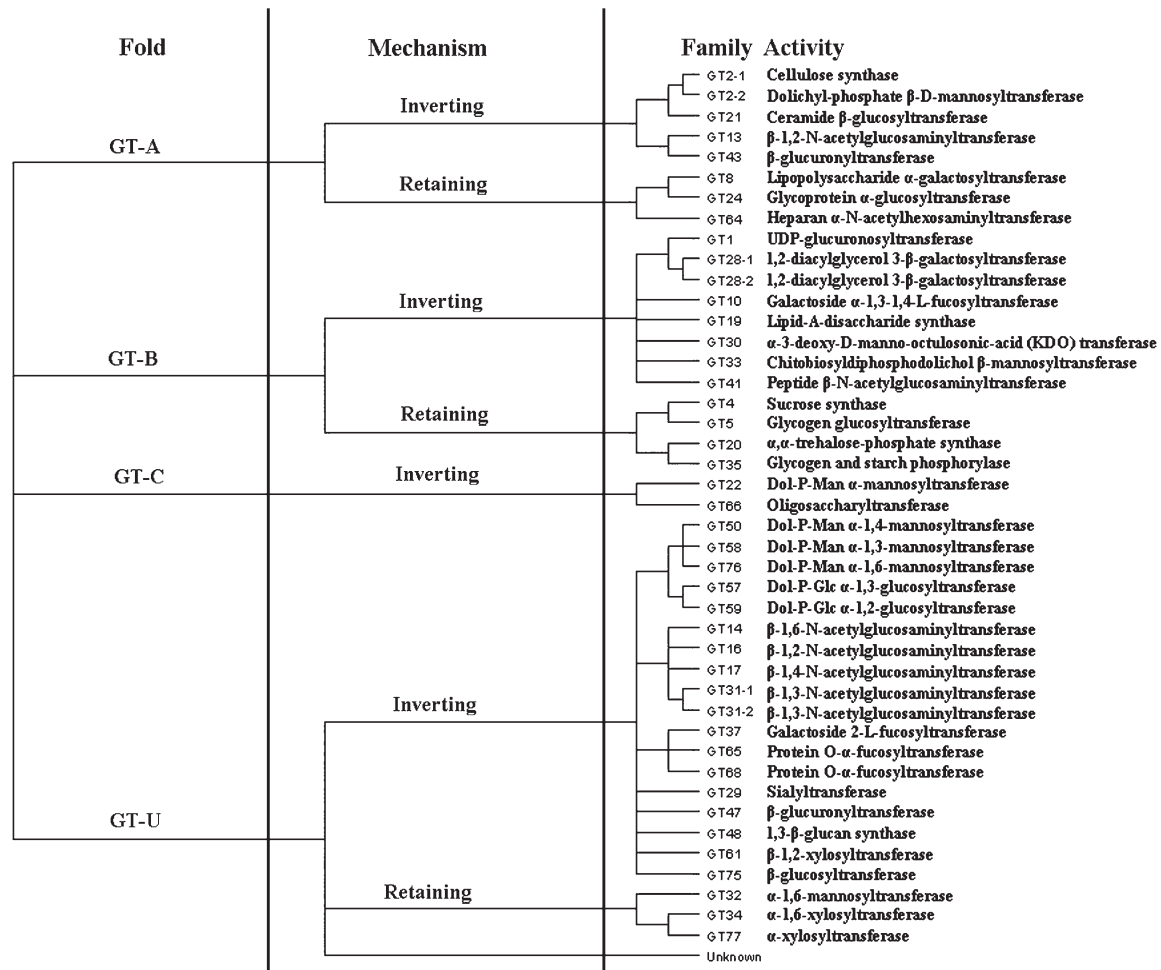 Fold Mechanism Family Activity
GT2-1 Cellulose synthase
GT2-2 Dolichyl-phosphate β-D-mannosyltransferase
Inverting
GT21 Ceramide β-glucosyltransferase
GT13 β-1,2-N-acetylglucosaminyltransferase
GT-A
GT43 β-glucuronyltransferase
GT8 Lipopolysaccharide α-galactosyltransferase
Retaining
GT24 Glycoprotein α-glucosyltransferase
GT64 Heparan α-N-acetylhexosaminyltransferase
GT1 UDP-glucuronosyltransferase
GT28-1 1,2-diacylglycerol 3-β-galactosyltransferase
GT28-2 1,2-diacylglycerol 3-β-galactosyltransferase
Inverting
GT10 Galactoside α-1,3-1,4-L-fucosyltransferase
GT19 Lipid-A-disaccharide synthase
GT30 α-3-deoxy-D-manno-octulosonic-acid (KDO) transferase
GT-B
GT33 Chitobiosyldiphosphodolichol β-mannosyltransferase
GT41 Peptide β-N-acetylglucosaminyltransferase
GT4 Sucrose synthase
Retaining
GT5 Glycogen glucosyltransferase
GT20 α,α-trehalose-phosphate synthase
GT35 Glycogen and starch phosphorylase
GT-C Inverting
GT22 Dol-P-Man α-mannosyltransferase
GT66 Oligosaccharyltransferase
GT50 Dol-P-Man α-1,4-mannosyltransferase
GT58 Dol-P-Man α-1,3-mannosyltransferase
GT76 Dol-P-Man α-1,6-mannosyltransferase
GT57 Dol-P-Glc α-1,3-glucosyltransferase
GT59 Dol-P-Glc α-1,2-glucosyltransferase
GT14 β-1,6-N-acetylglucosaminyltransferase
GT16 β-1,2-N-acetylglucosaminyltransferase
GT17 β-1,4-N-acetylglucosaminyltransferase
GT31-1 β-1,3-N-acetylglucosaminyltransferase
Inverting
GT31-2 β-1,3-N-acetylglucosaminyltransferase
GT37 Galactoside 2-L-fucosyltransferase
GT65 Protein O-α-fucosyltransferase
GT68 Protein O-α-fucosyltransferase
GT29 Sialyltransferase
GT47 β-glucuronyltransferase
GT-U
GT48 1,3-β-glucan synthase
GT61 β-1,2-xylosyltransferase
GT75 β-glucosyltransferase
Retaining
GT32 α-1,6-mannosyltransferase
GT34 α-1,6-xylosyltransferase
GT77 α-xylosyltransferase
Unknown